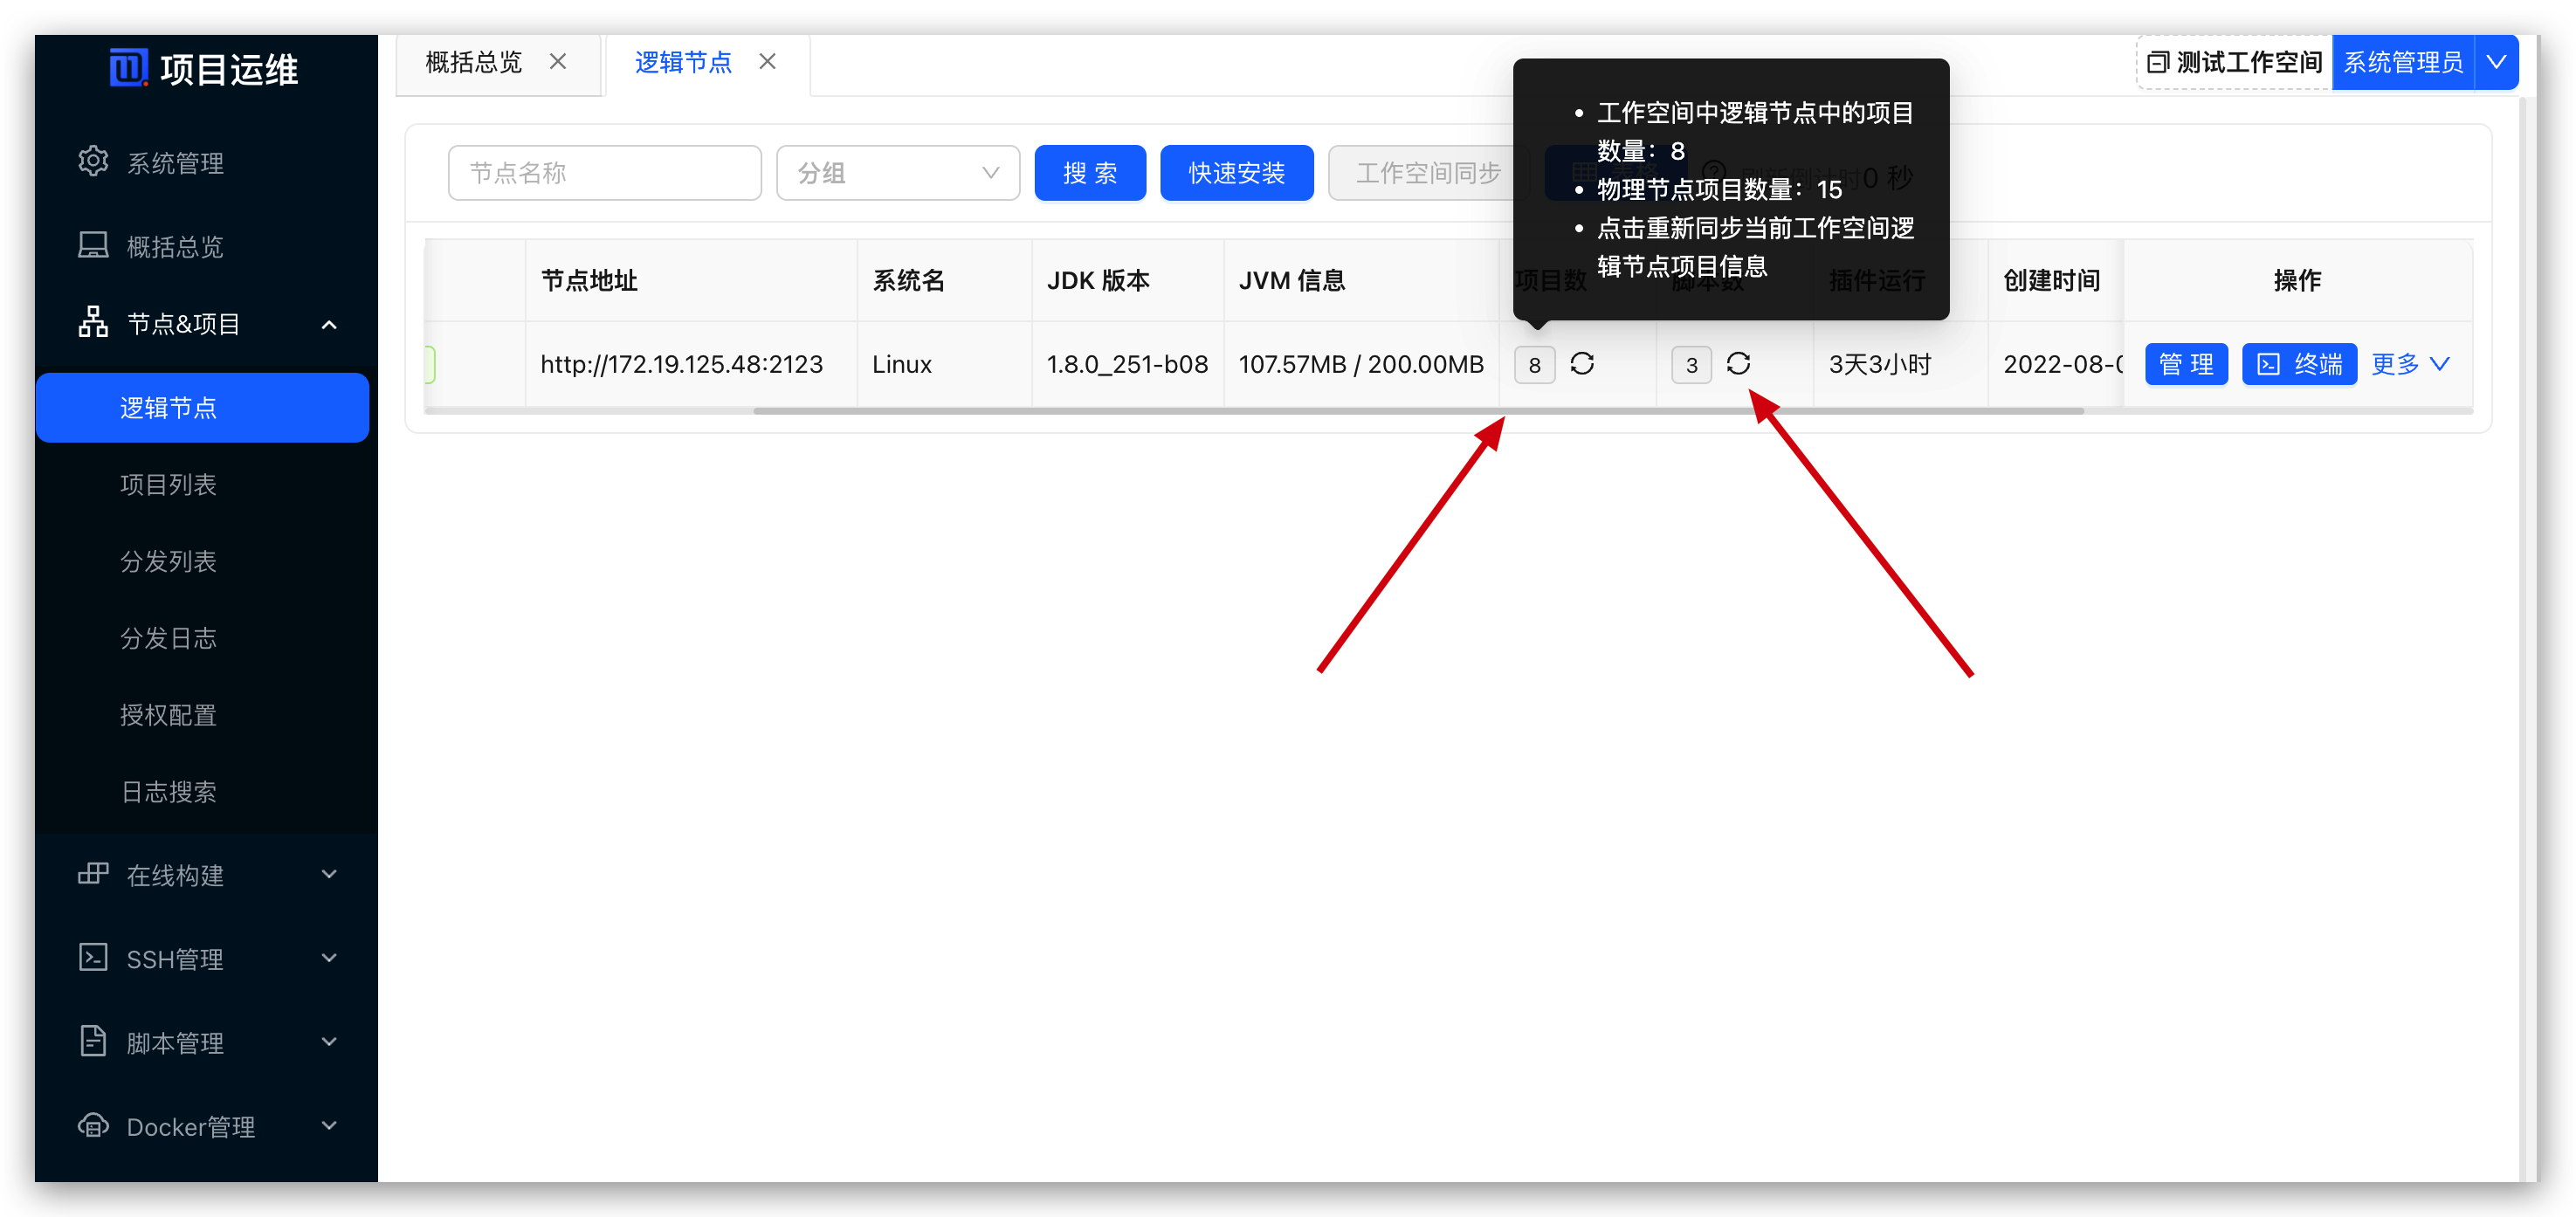 项目运维
系统管理
概括总览
节点&项目
逻辑节点
项目列表
分发列表
分发日志
授权配置
日志搜索
在线构建
SSH管理
脚本管理
Docker管理
概括总览
逻辑节点
测试工作空间
系统管理员
节点名称
分组
搜 索
快速安装
工作空间同步
表格
刷新倒计时0 秒
工作空间中逻辑节点中的项目
数量：8
物理节点项目数量：15
点击重新同步当前工作空间逻
辑节点项目信息
节点地址
系统名
JDK 版本
JVM 信息
项目数
脚本数
插件运行
创建时间
操作
http://172.19.125.48:2123
Linux
1.8.0_251-b08
107.57MB / 200.00MB
8
3
3天3小时
2022-08-0
管 理
终端
更多